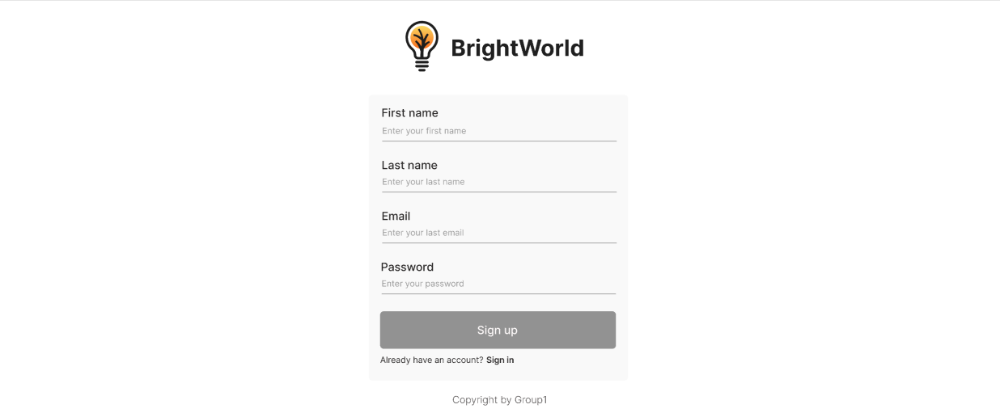 BrightWorld
First name
Enter your first name
Last name
Enter your last name
Email
Enter your last email
Password
Enter your password
Sign up
Already have an account? Sign in
Copyright by Group1